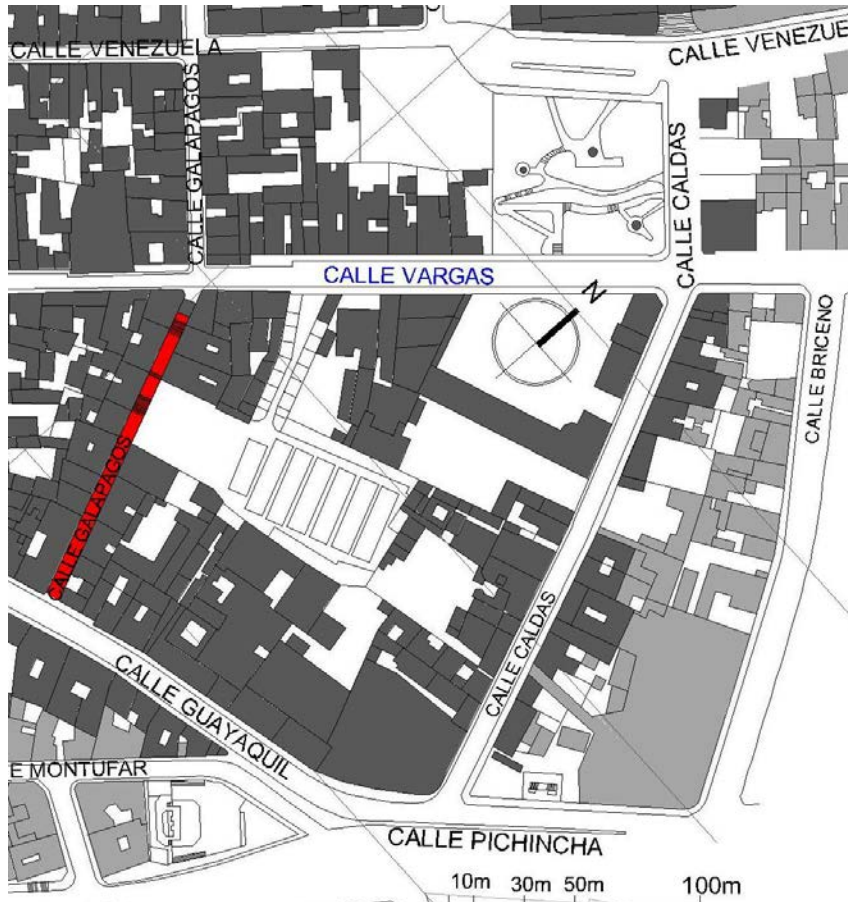 CALLE VENEZUELA
CALLE VENEZUE
CALLE GALAPAGOS
CALLE CALDAS
CALLE VARGAS
N
CALLE BRICENO
CALLE GALAPAGOS
CALLE CALDAS
CALLE GUAYAQUIL
E MONTUFAR
CALLE PICHINCHA
10m 30m 50m 100m